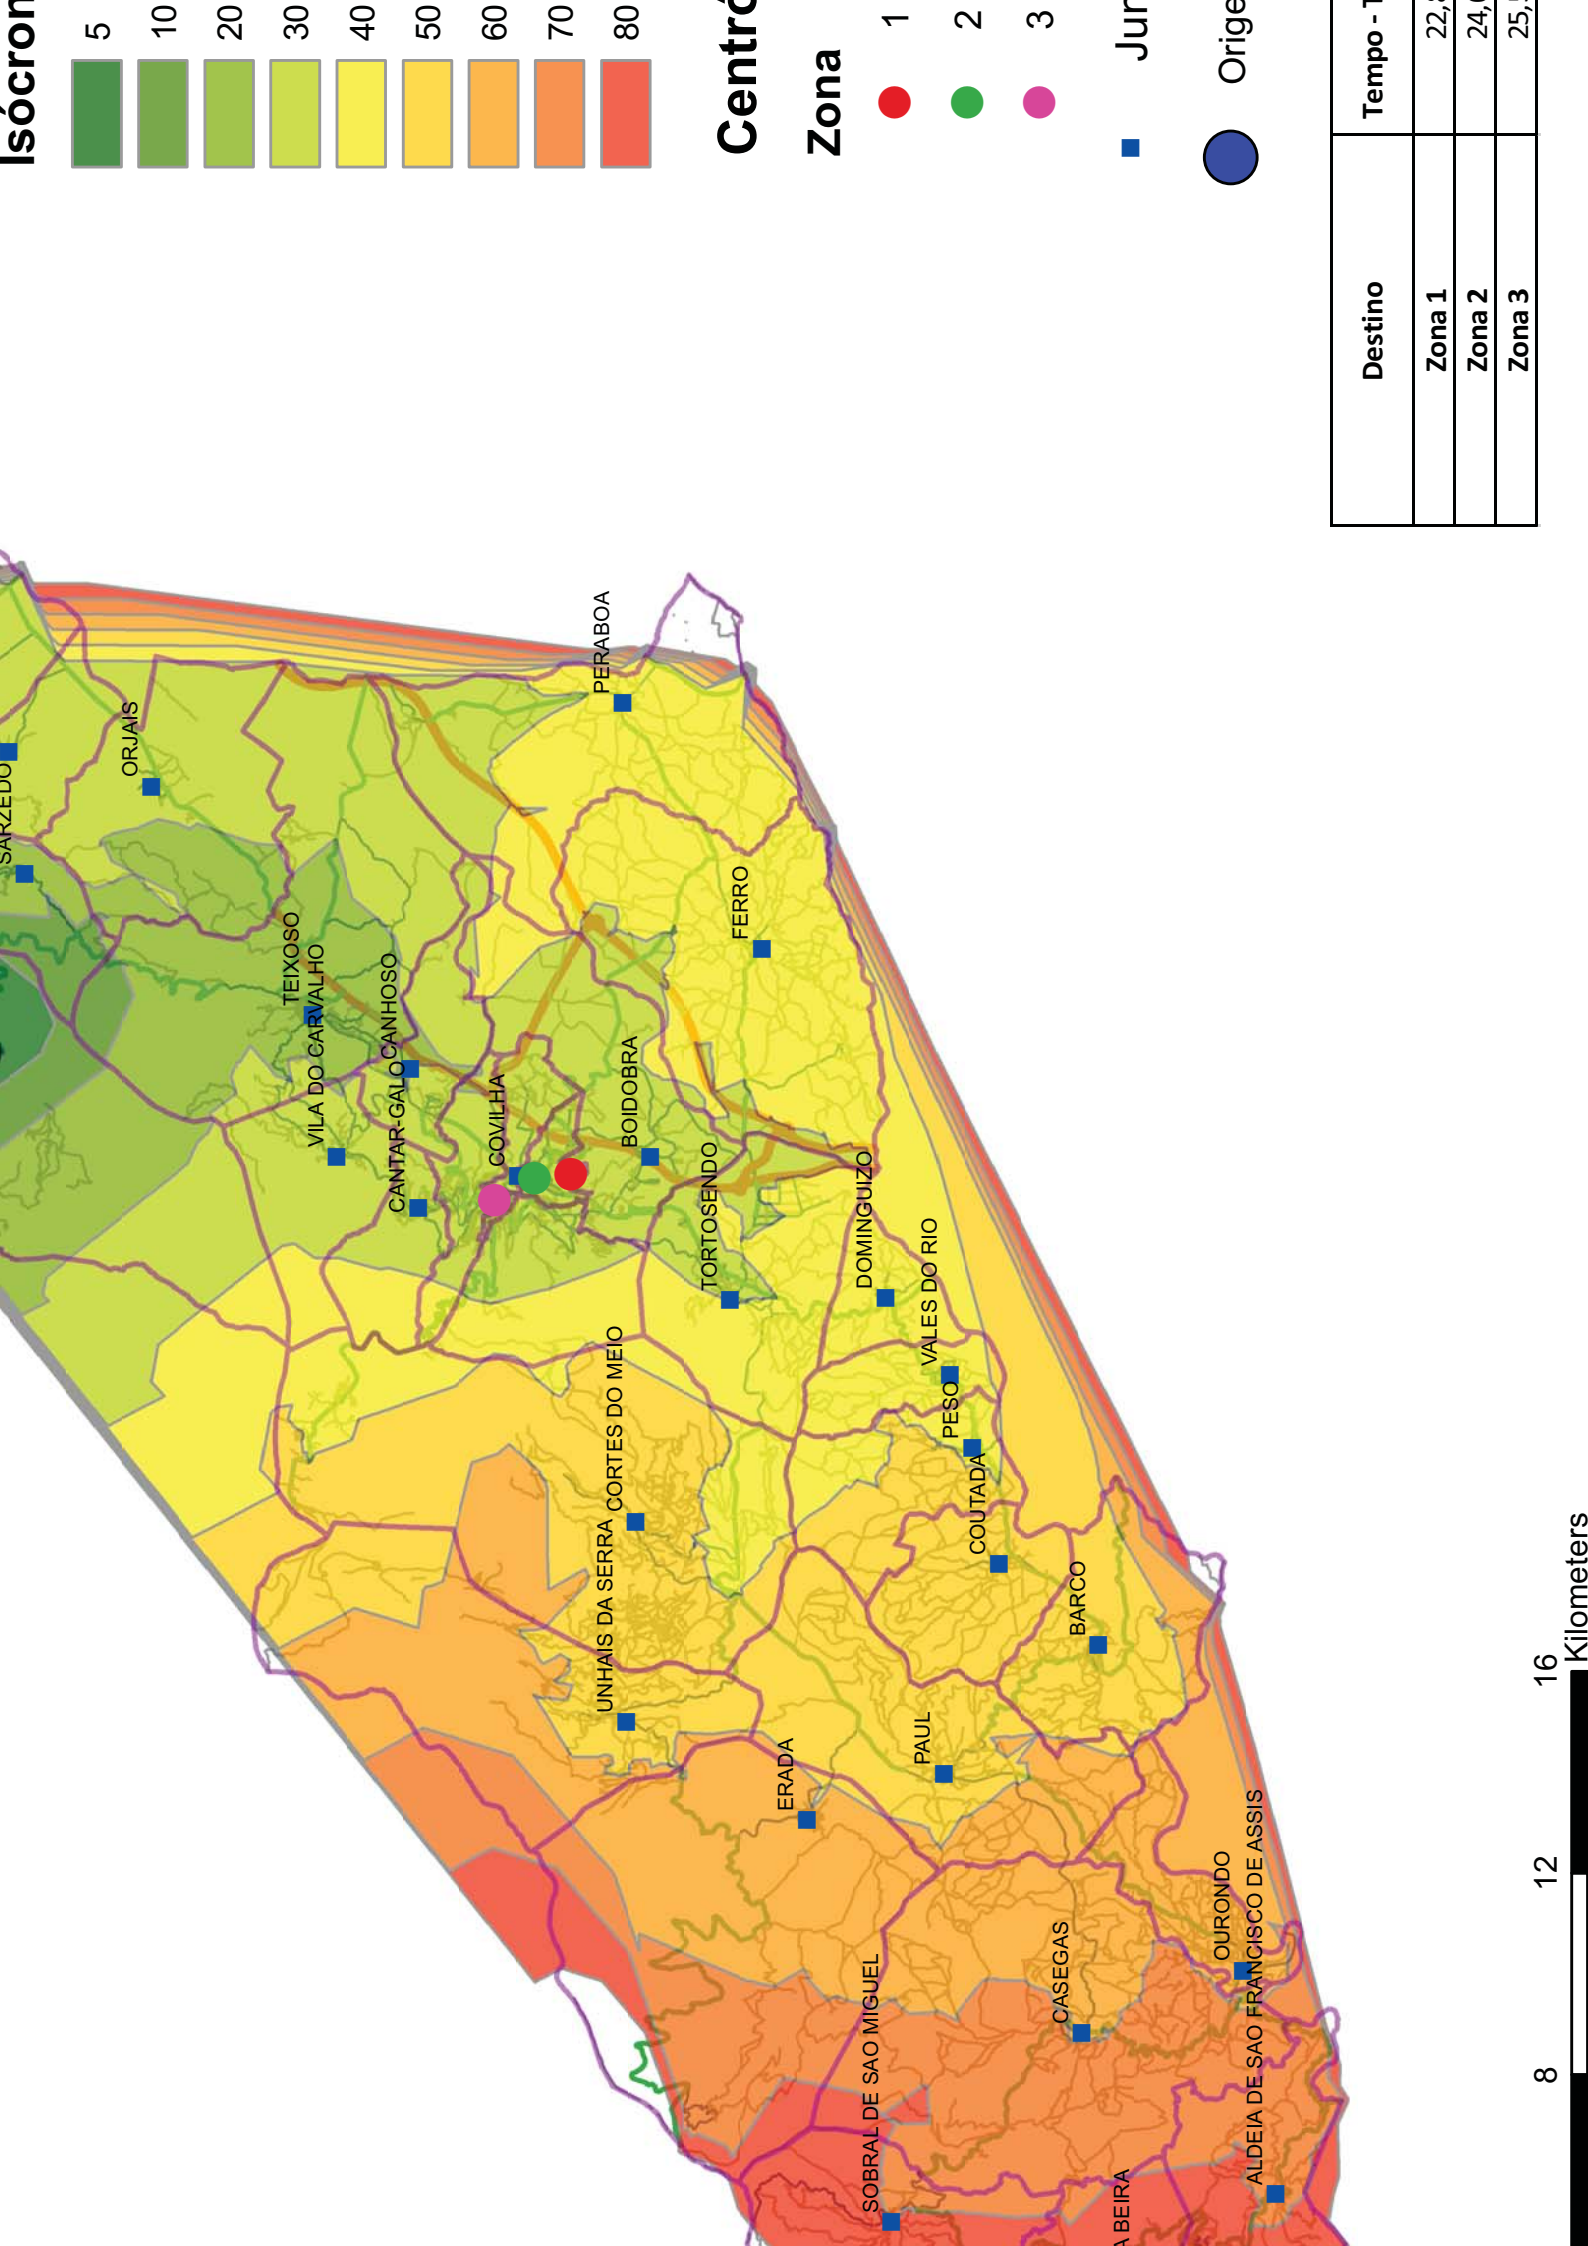 Isócron
5
10
20
30
40
50
60
70
80
Centró
Zona
1
2
3
Jun
Orige
Destino
Tempo - T
Zona 1
22,8
Zona 2
Zona 3
SARZEDO
ORJAIS
TEIXOSO
VILA DO CARVALHO
CANHOSO
CANTAR-GALO
COVILHA
PERABOA
FERRO
BOIDOBRA
TORTOSENDO
DOMINGUIZO
VALES DO RIO
PESO
COUTADA
CORTES DO MEIO
UNHAIS DA SERRA
BARCO
PAUL
ERADA
OURONDO
CASEGAS
SOBRAL DE SAO MIGUEL
ALDEIA DE SAO FRANCISCO DE ASSIS
A BEIRA
8
12
16
Kilometers